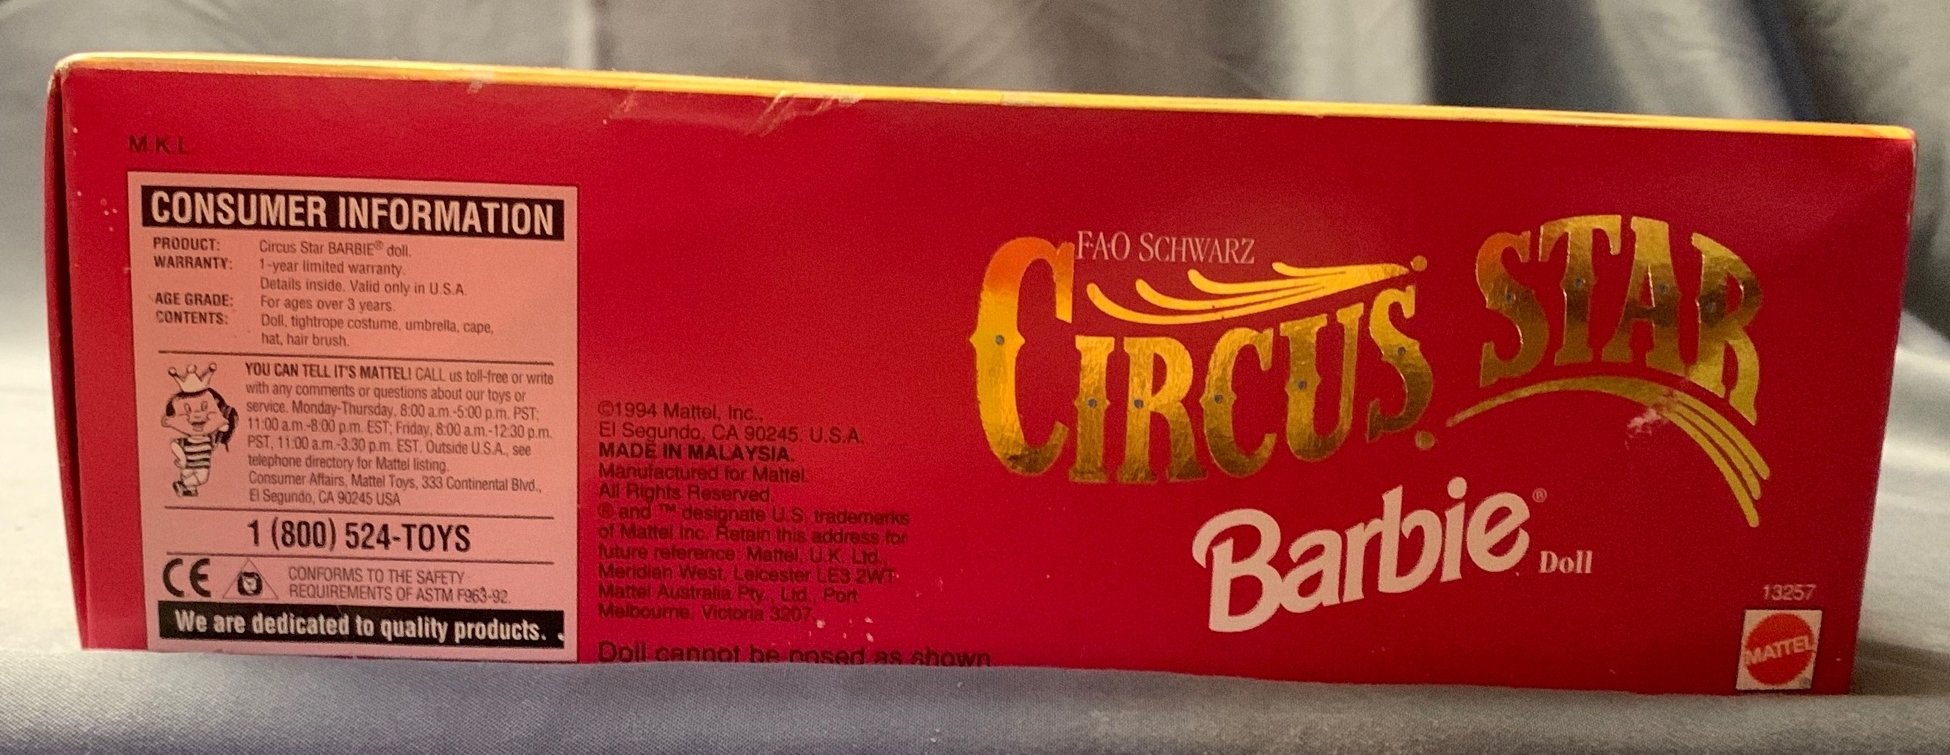 M.K.L.
CONSUMER INFORMATION
PRODUCT: Circus Star BARBIE® doll.
WARRANTY: 1-year limited warranty.
Details inside. Valid only in U.S.A.
AGE GRADE: For ages over 3 years.
CONTENTS: Doll, tightrope costume, umbrella, cape,
hat, hair brush.
YOU CAN TELL IT'S MATTEL! CALL us toll-free or write
with any comments or questions about our toys or
service. Monday-Thursday, 8:00 a.m.-5:00 p.m. PST;
11:00 a.m.-8:00 p.m. EST; Friday, 8:00 a.m.-12:30 p.m.
PST, 11:00 a.m.-3:30 p.m. EST. Outside U.S.A., see
telephone directory for Mattel listing.
Consumer Affairs, Mattel Toys, 333 Continental Blvd.,
El Segundo, CA 90245 USA
1 (800) 524-TOYS
CE
CONFORMS TO THE SAFETY
REQUIREMENTS OF ASTM F963-92.
We are dedicated to quality products.
©1994 Mattel, Inc.,
El Segundo, CA 90245. U.S.A.
MADE IN MALAYSIA.
Manufactured for Mattel.
All Rights Reserved.
® and ™ designate U.S. trademarks
of Mattel Inc. Retain this address for
future reference: Mattel, U.K. Ltd.,
Meridian West, Leicester LE3 2WT.
Mattel Australia Pty., Ltd., Port
Melbourne, Victoria 3207.
Doll cannot be posed as shown.
F·A·O SCHWARZ
CIRCUS STAR
Barbie® Doll
13257
MATTEL